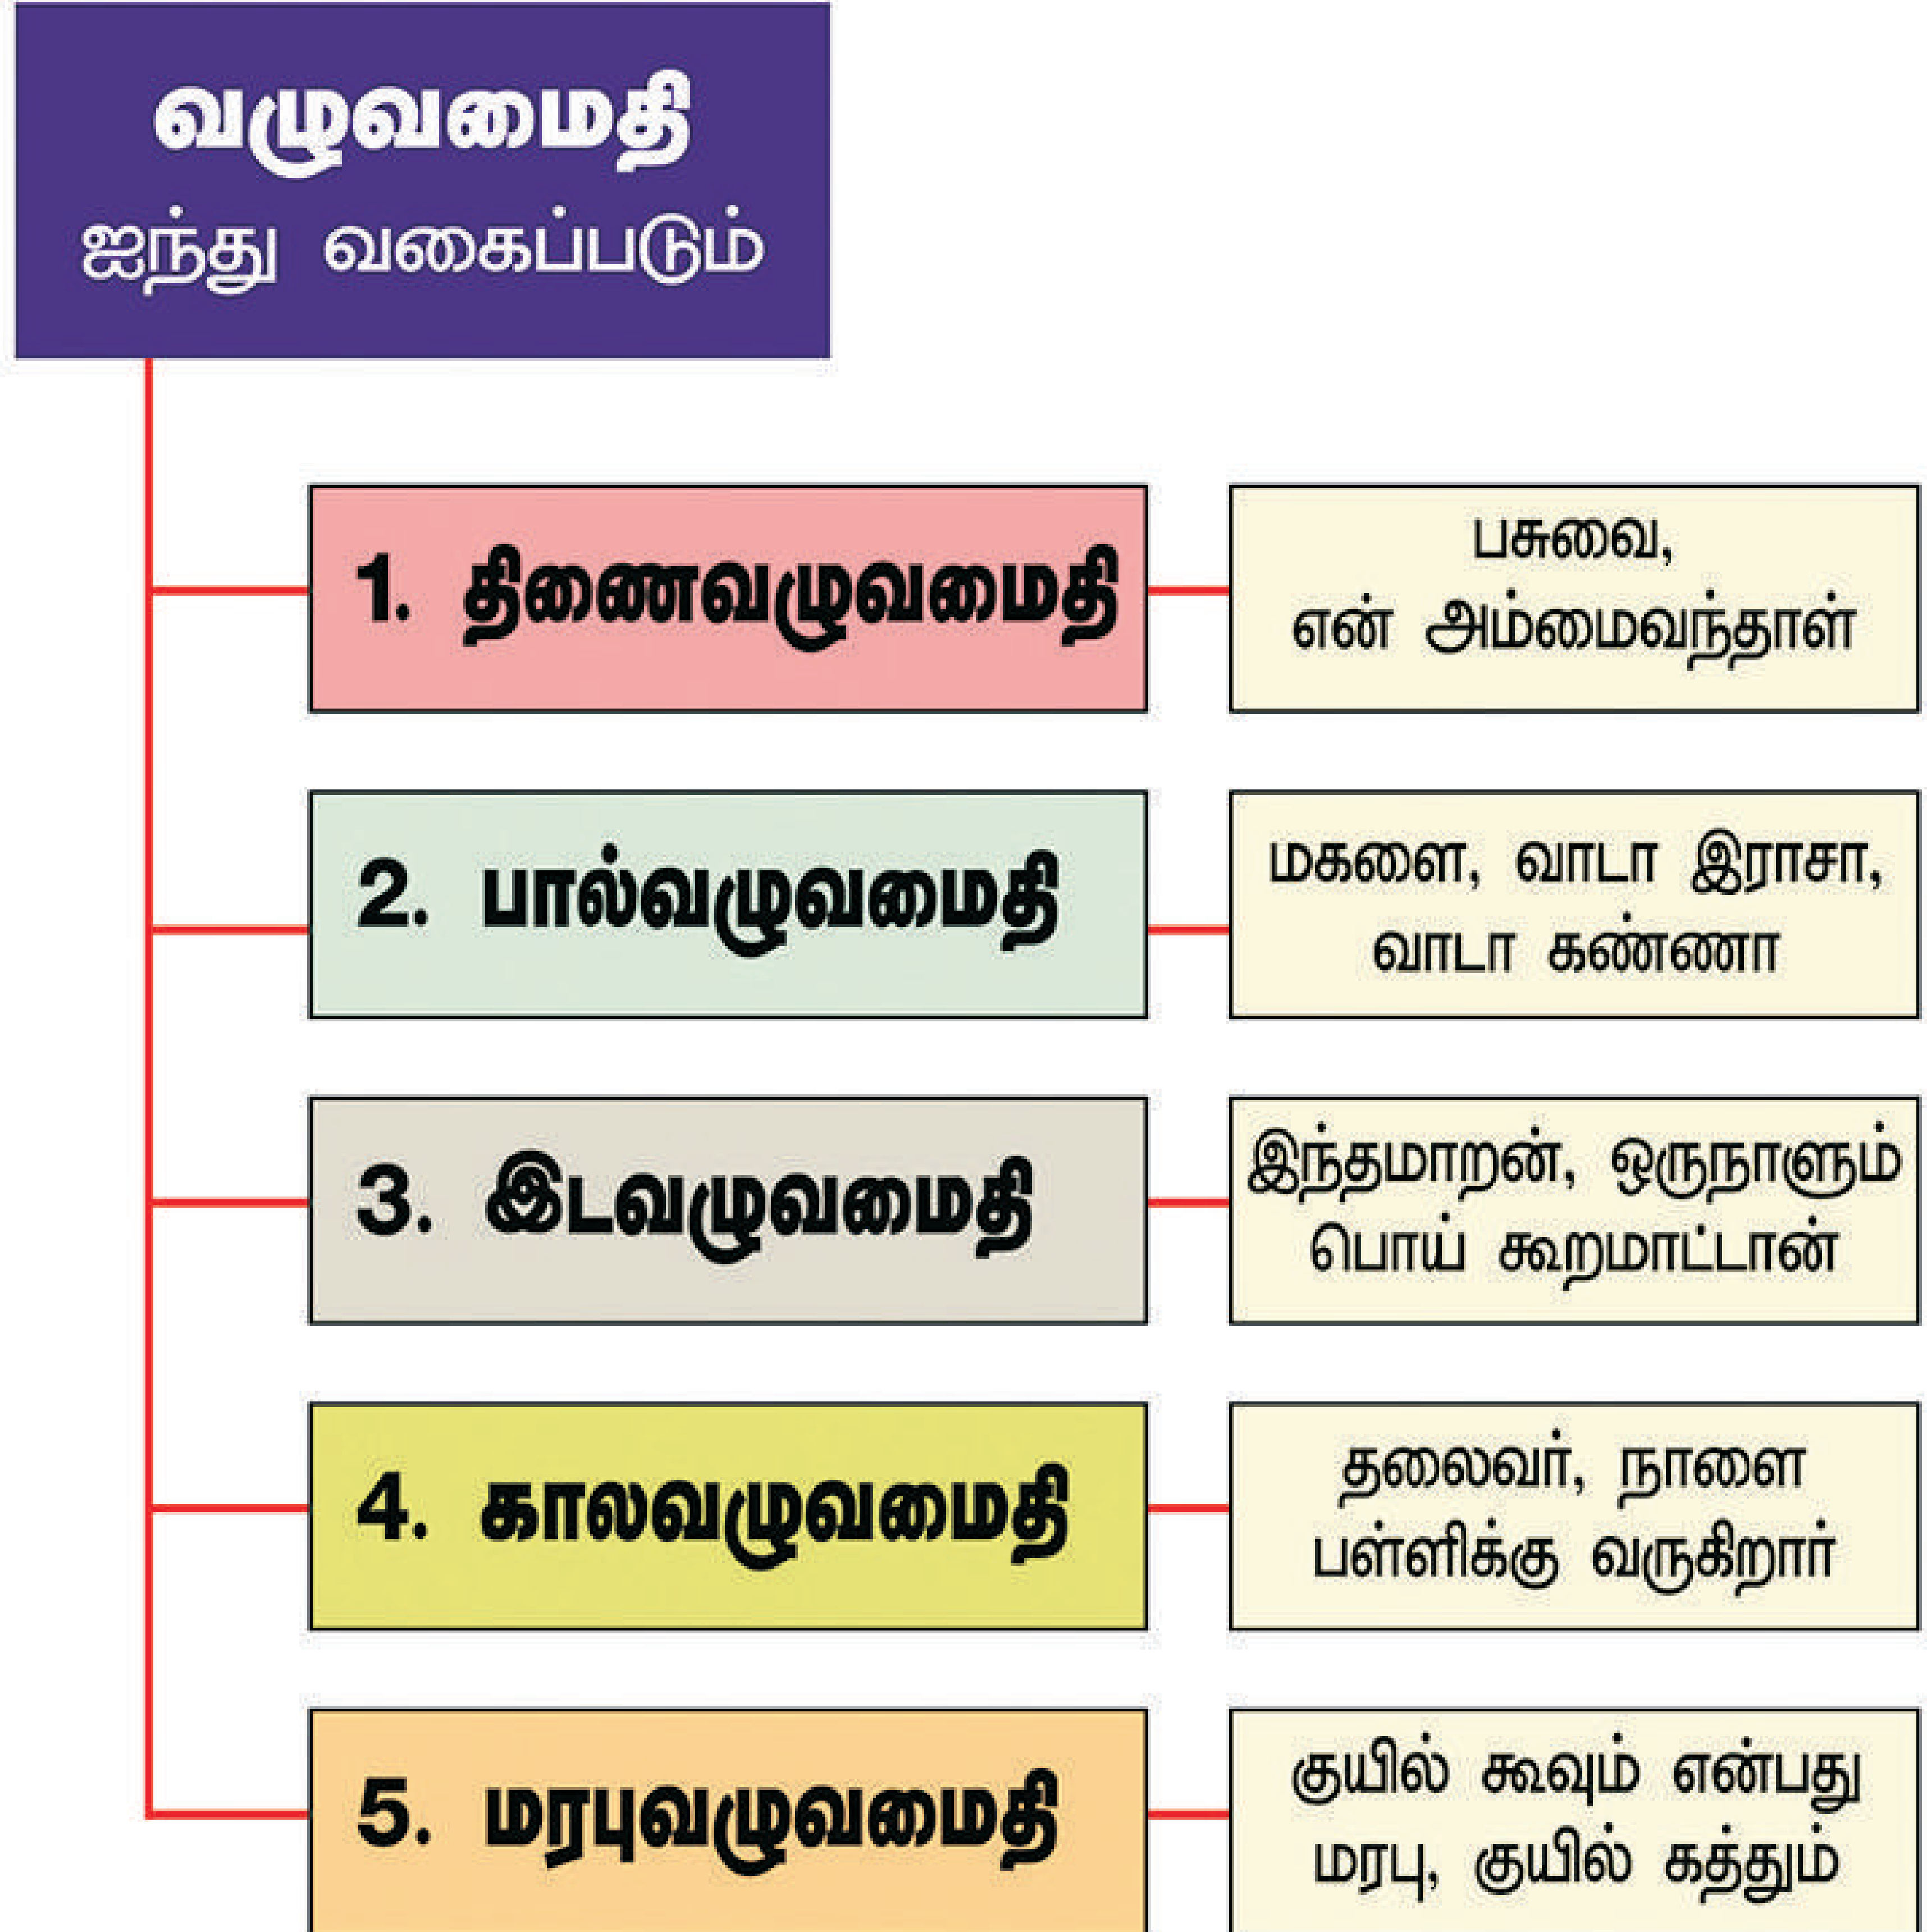 வழுவமைதி
ஐந்து வகைப்படும்
1. திணைவழுவமைதி
பசுவை,
என் அம்மைவந்தாள்
2. பால்வழுவமைதி
மகளை, வாடா இராசா,
வாடா கண்ணா
3. இடவழுவமைதி
இந்தமாறன், ஒருநாளும்
பொய் கூறமாட்டான்
4. காலவழுவமைதி
தலைவர், நாளை
பள்ளிக்கு வருகிறார்
5. மரபுவழுவமைதி
குயில் கூவும் என்பது
மரபு, குயில் கத்தும்